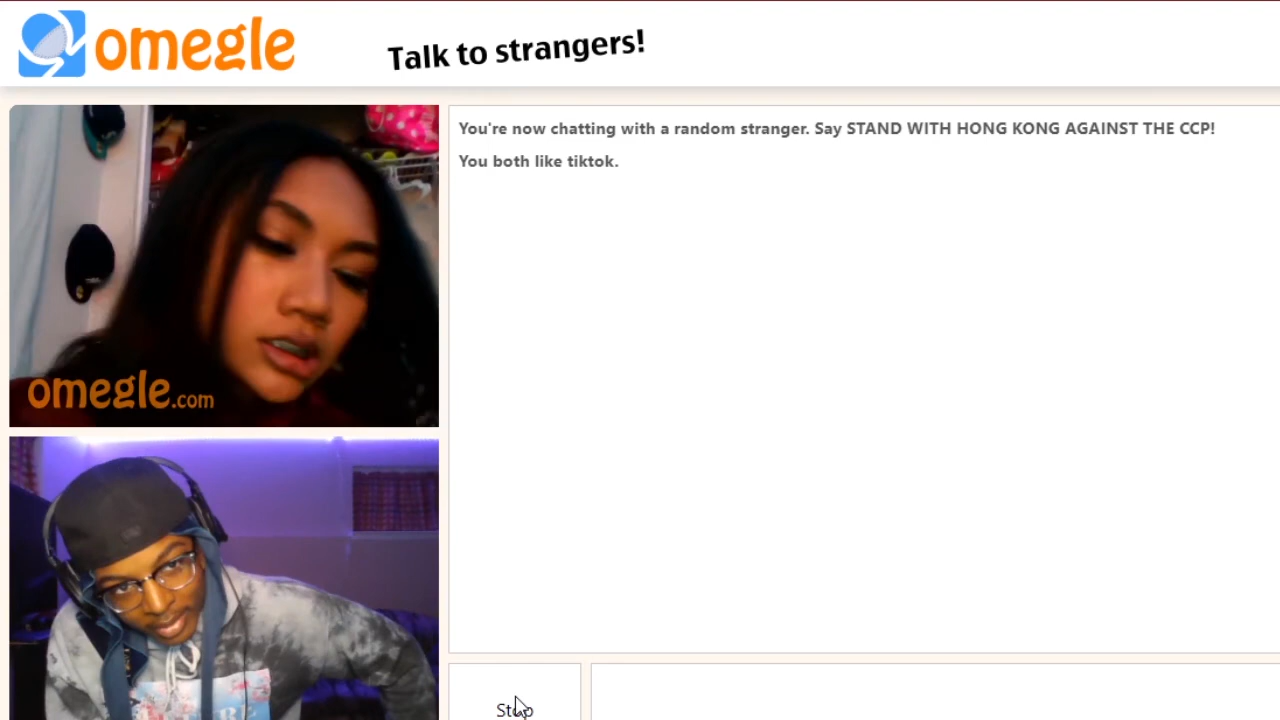 omegle
Talk to strangers!
You're now chatting with a random stranger. Say STAND WITH HONG KONG AGAINST THE CCP!
You both like tiktok.
omegle.com
Stop